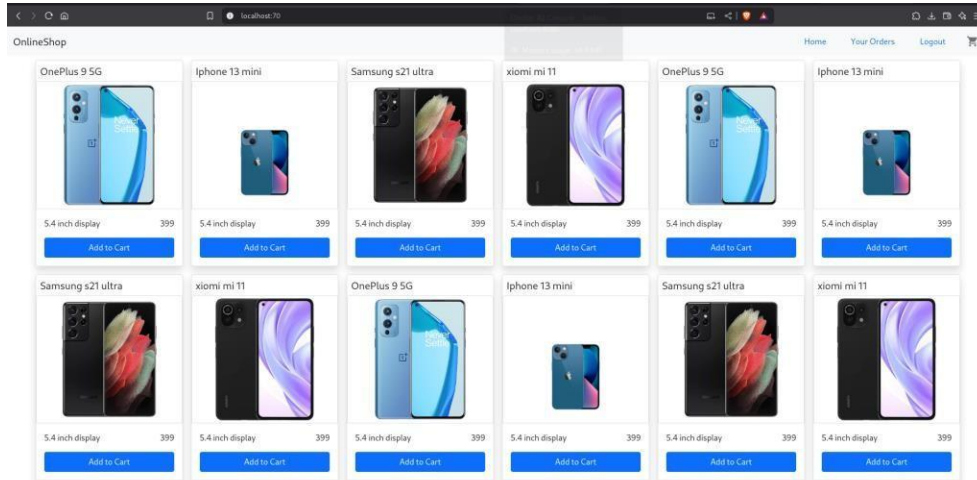 localhost:70
OnlineShop Home Your Orders Logout
OnePlus 9 5G Iphone 13 mini Samsung s21 ultra xiomi mi 11 OnePlus 9 5G Iphone 13 mini
Never
Settle
Never
Settle
5.4 inch display 399 5.4 inch display 399 5.4 inch display 399 5.4 inch display 399 5.4 inch display 399 5.4 inch display 399
Add to Cart Add to Cart Add to Cart Add to Cart Add to Cart Add to Cart
Samsung s21 ultra xiomi mi 11 OnePlus 9 5G Iphone 13 mini Samsung s21 ultra xiomi mi 11
Never
Settle
5.4 inch display 399 5.4 inch display 399 5.4 inch display 399 5.4 inch display 399 5.4 inch display 399 5.4 inch display 399
Add to Cart Add to Cart Add to Cart Add to Cart Add to Cart Add to Cart